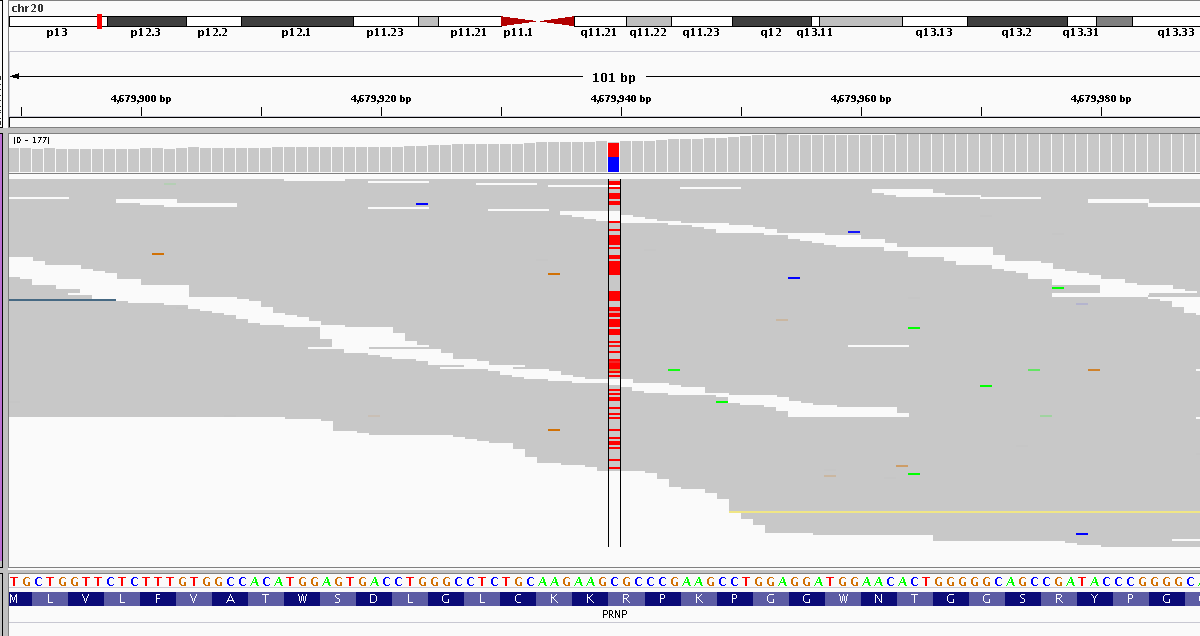 chr20
p13 p12.3 p12.2 p12.1 p11.23 p11.21 p11.1 q11.21 q11.22 q11.23 q12 q13.11 q13.13 q13.2 q13.31 q13.33
101 bp
4,679,900 bp 4,679,920 bp 4,679,940 bp 4,679,960 bp 4,679,980 bp
[0 - 177]
TGCTGGTTCTCTTTGTGGCCACATGGAGTGACCTGGGCCTCTGCAAGAAGCGCCCGAAGCCTGGAGGATGGAACACTGGGGGCAGCCGATACCCGGGGC
M L V L F V A T W S D L G L C K K R P K P G G W N T G G S R Y P G
PRNP